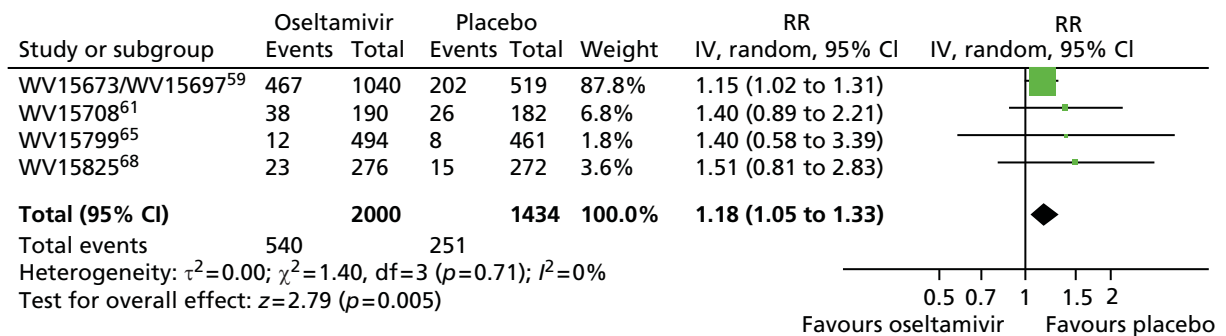 Oseltamivir Placebo RR RR
Study or subgroup Events Total Events Total Weight IV, random, 95% CI IV, random, 95% CI
WV15673/WV15697⁵⁹ 467 1040 202 519 87.8% 1.15 (1.02 to 1.31)
WV15708⁶¹ 38 190 26 182 6.8% 1.40 (0.89 to 2.21)
WV15799⁶⁵ 12 494 8 461 1.8% 1.40 (0.58 to 3.39)
WV15825⁶⁸ 23 276 15 272 3.6% 1.51 (0.81 to 2.83)
Total (95% CI) 2000 1434 100.0% 1.18 (1.05 to 1.33)
Total events 540 251
Heterogeneity: τ²=0.00; χ²=1.40, df=3 (p=0.71); I²=0%
Test for overall effect: z=2.79 (p=0.005)
0.5 0.7 1 1.5 2
Favours oseltamivir Favours placebo